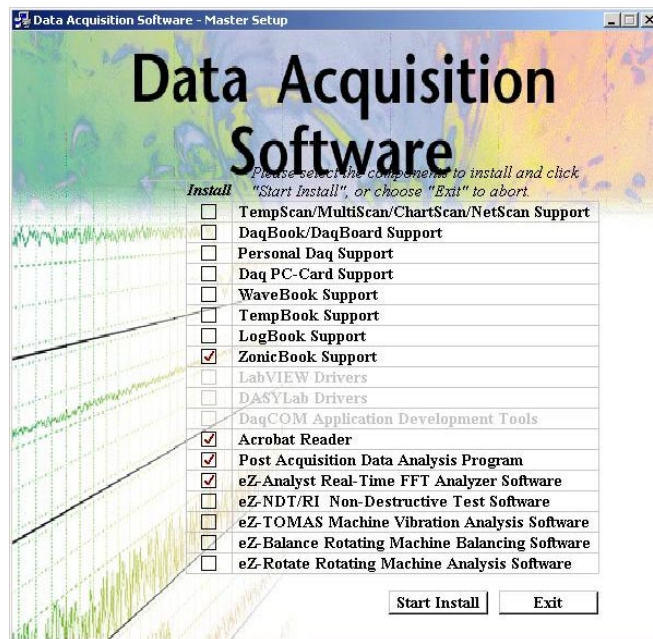 Data Acquisition Software - Master Setup
Data Acquisition
Software
Please select the components to install and click
Install "Start Install", or choose "Exit" to abort.
TempScan/MultiScan/ChartScan/NetScan Support
DaqBook/DaqBoard Support
Personal Daq Support
Daq PC-Card Support
WaveBook Support
TempBook Support
LogBook Support
ZonicBook Support
LabVIEW Drivers
DASYLab Drivers
DaqCOM Application Development Tools
Acrobat Reader
Post Acquisition Data Analysis Program
eZ-Analyst Real-Time FFT Analyzer Software
eZ-NDT/RI Non-Destructive Test Software
eZ-TOMAS Machine Vibration Analysis Software
eZ-Balance Rotating Machine Balancing Software
eZ-Rotate Rotating Machine Analysis Software
Start Install Exit